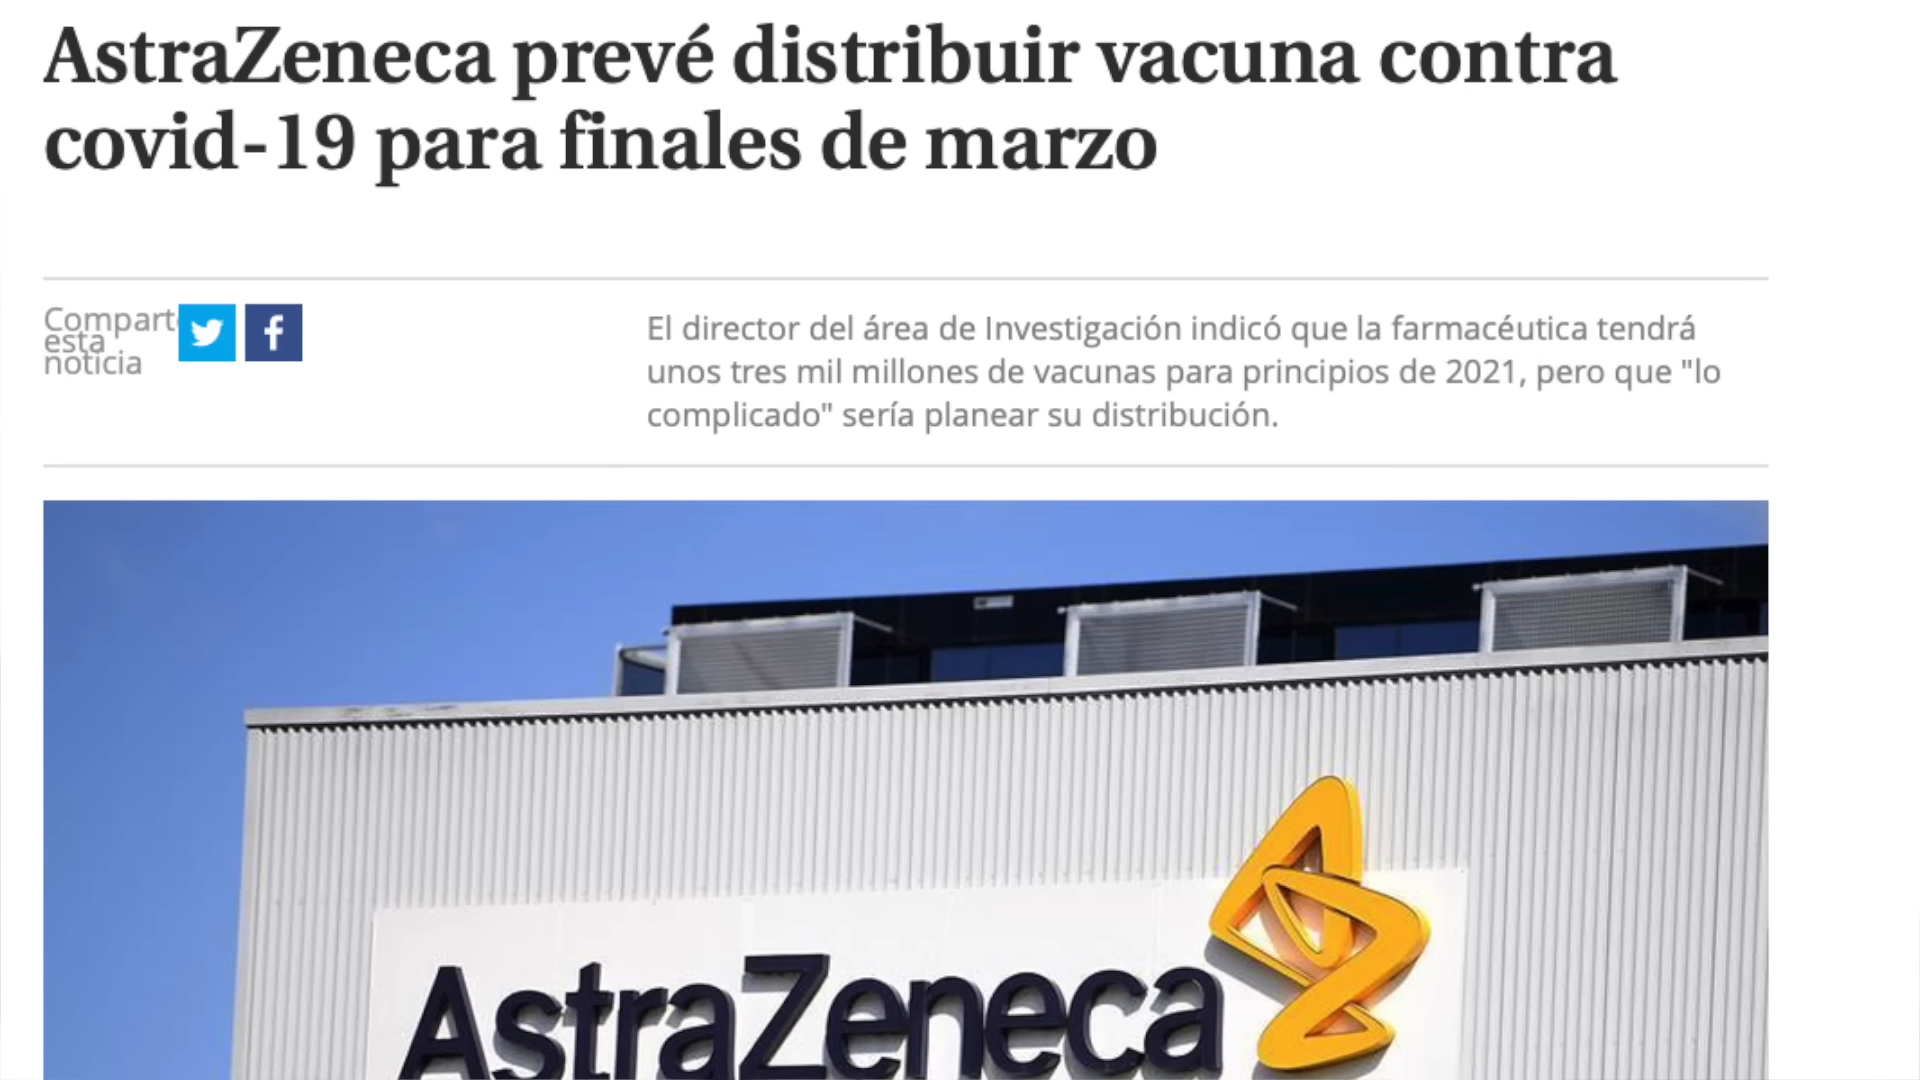 AstraZeneca prevé distribuir vacuna contra
covid-19 para finales de marzo
Compart
esta
noticia
El director del área de Investigación indicó que la farmacéutica tendrá
unos tres mil millones de vacunas para principios de 2021, pero que "lo
complicado" sería planear su distribución.
AstraZeneca